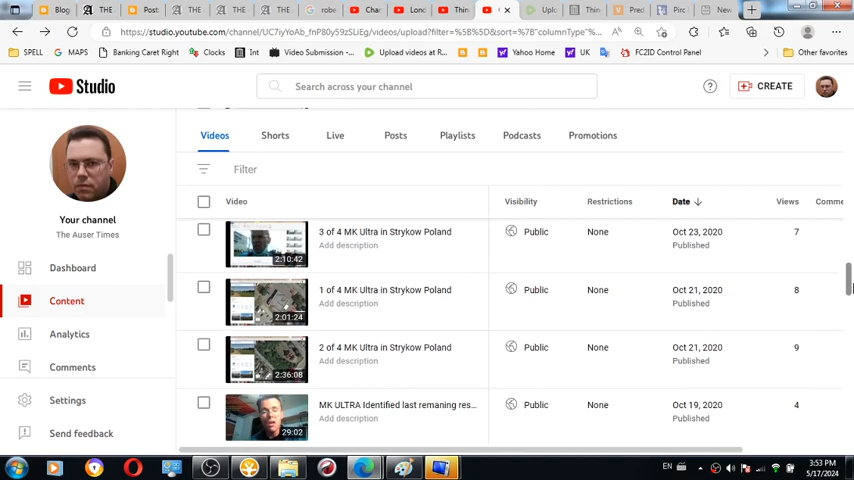 Blog
Post
THE
THE
THE
THE
robe
Char
Lonc
Thin
C
Uplo
Thin
Pred
Pirc
New
https://studio.youtube.com/channel/UC7iyYoAb_fnP80y59zSLiEg/videos/upload?filter=%5B%5D&sort=%7B"columnType"%...
SPELL
MAPS
Banking Caret Right
Clocks
Int
Video Submission -...
Upload videos at R...
Yahoo Home
UK
FC2ID Control Panel
Other favorites
Studio
Search across your channel
CREATE
Videos
Shorts
Live
Posts
Playlists
Podcasts
Promotions
Filter
Video
Visibility
Restrictions
Date
Views
Comme
Your channel
The Auser Times
Dashboard
Content
Analytics
Comments
Settings
Send feedback
3 of 4 MK Ultra in Strykow Poland
Add description
2:10:42
Public
None
Oct 23, 2020
Published
7
1 of 4 MK Ultra in Strykow Poland
Add description
2:01:24
Public
None
Oct 21, 2020
Published
8
2 of 4 MK Ultra in Strykow Poland
Add description
2:36:08
Public
None
Oct 21, 2020
Published
9
MK ULTRA Identified last remaning res...
Add description
29:02
Public
None
Oct 19, 2020
Published
4
EN
3:53 PM
5/17/2024